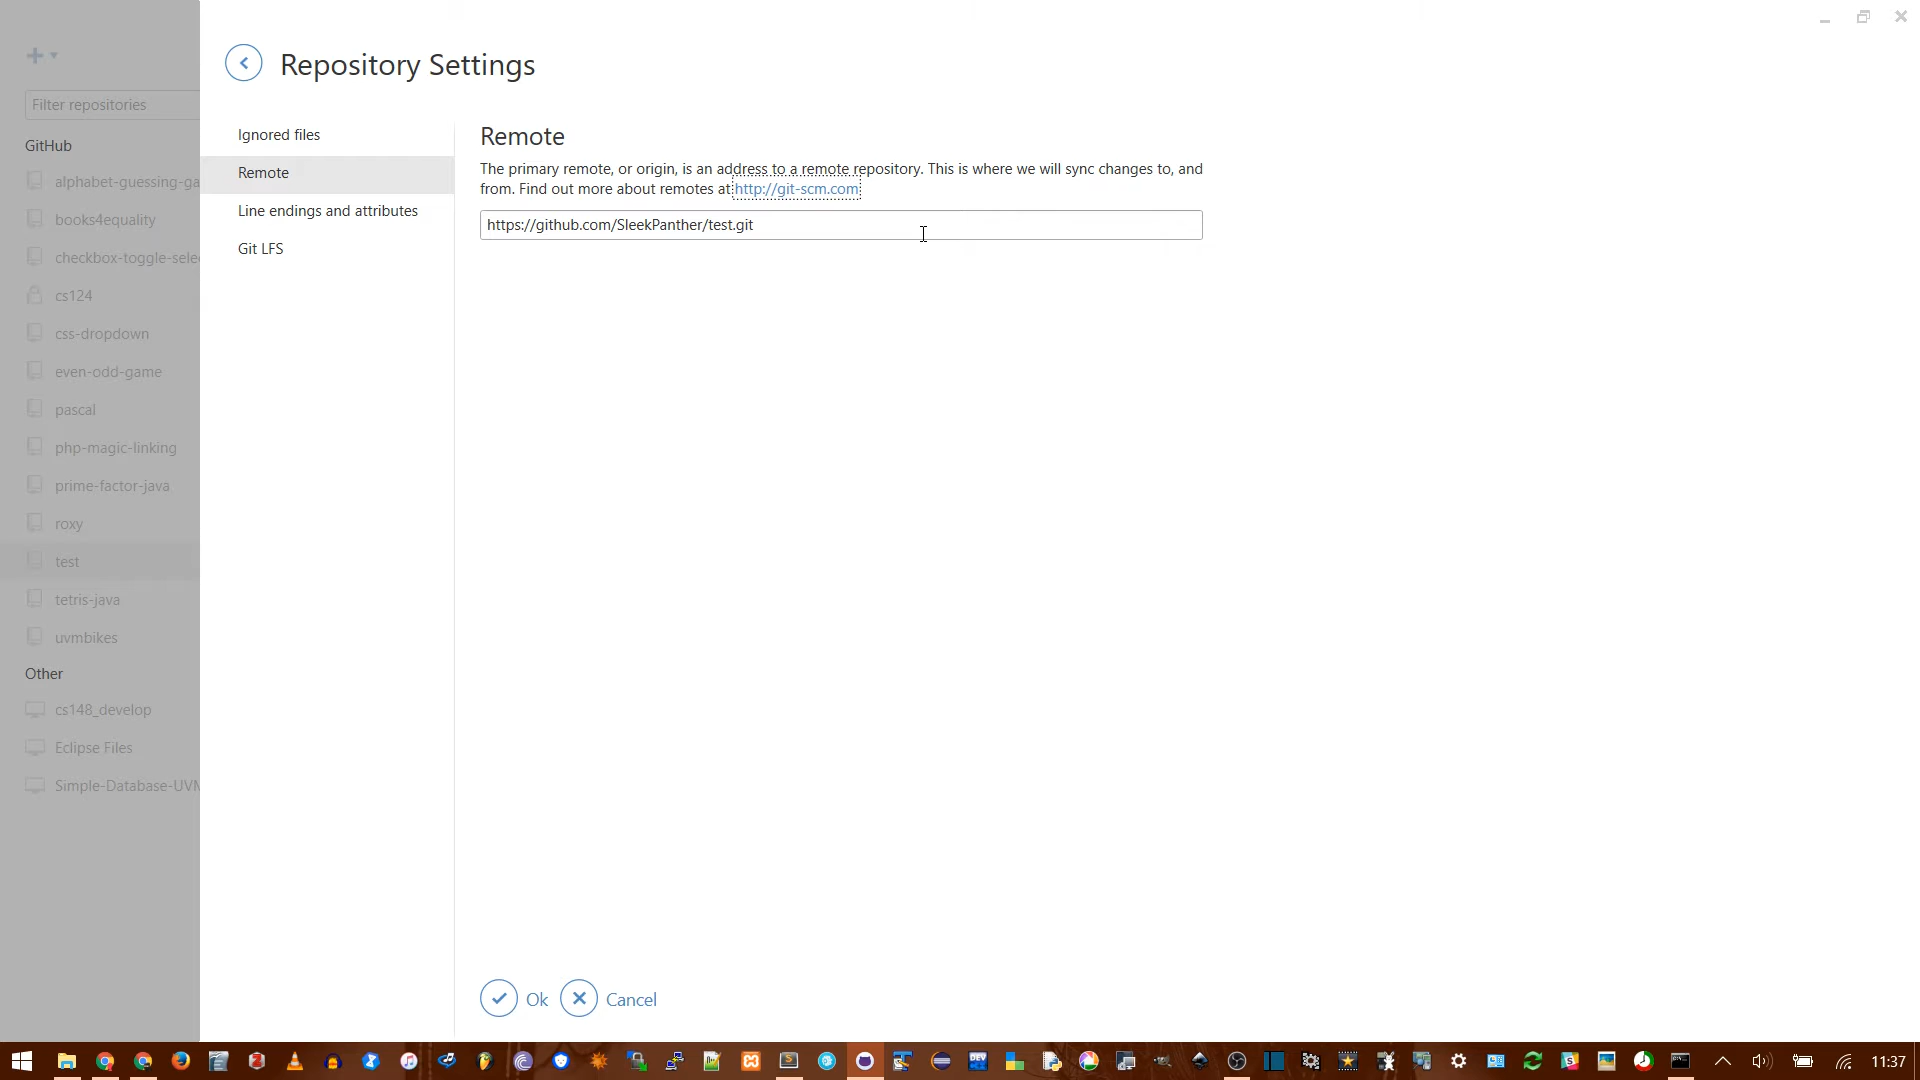 Repository Settings
Filter repositories
GitHub
alphabet-guessing-ga
books4equality
checkbox-toggle-sele
cs124
css-dropdown
even-odd-game
pascal
php-magic-linking
prime-factor-java
roxy
test
tetris-java
uvmbikes
Other
cs148_develop
Eclipse Files
Simple-Database-UVM
Ignored files
Remote
Line endings and attributes
Git LFS
Remote
The primary remote, or origin, is an address to a remote repository. This is where we will sync changes to, and
from. Find out more about remotes at http://git-scm.com
https://github.com/SleekPanther/test.git
Ok
Cancel
DEV
11:37